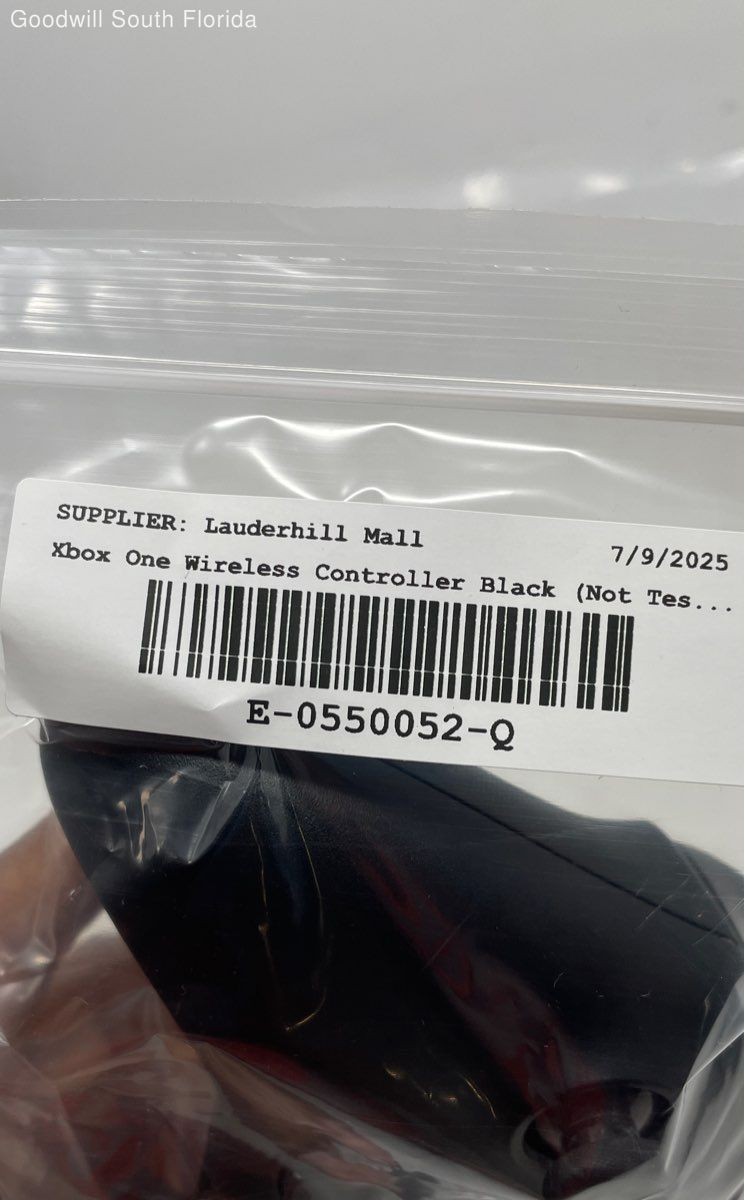 Goodwill South Florida
SUPPLIER: Lauderhill Mall
7/9/2025
Xbox One Wireless Controller Black (Not Tes...
E-0550052-Q